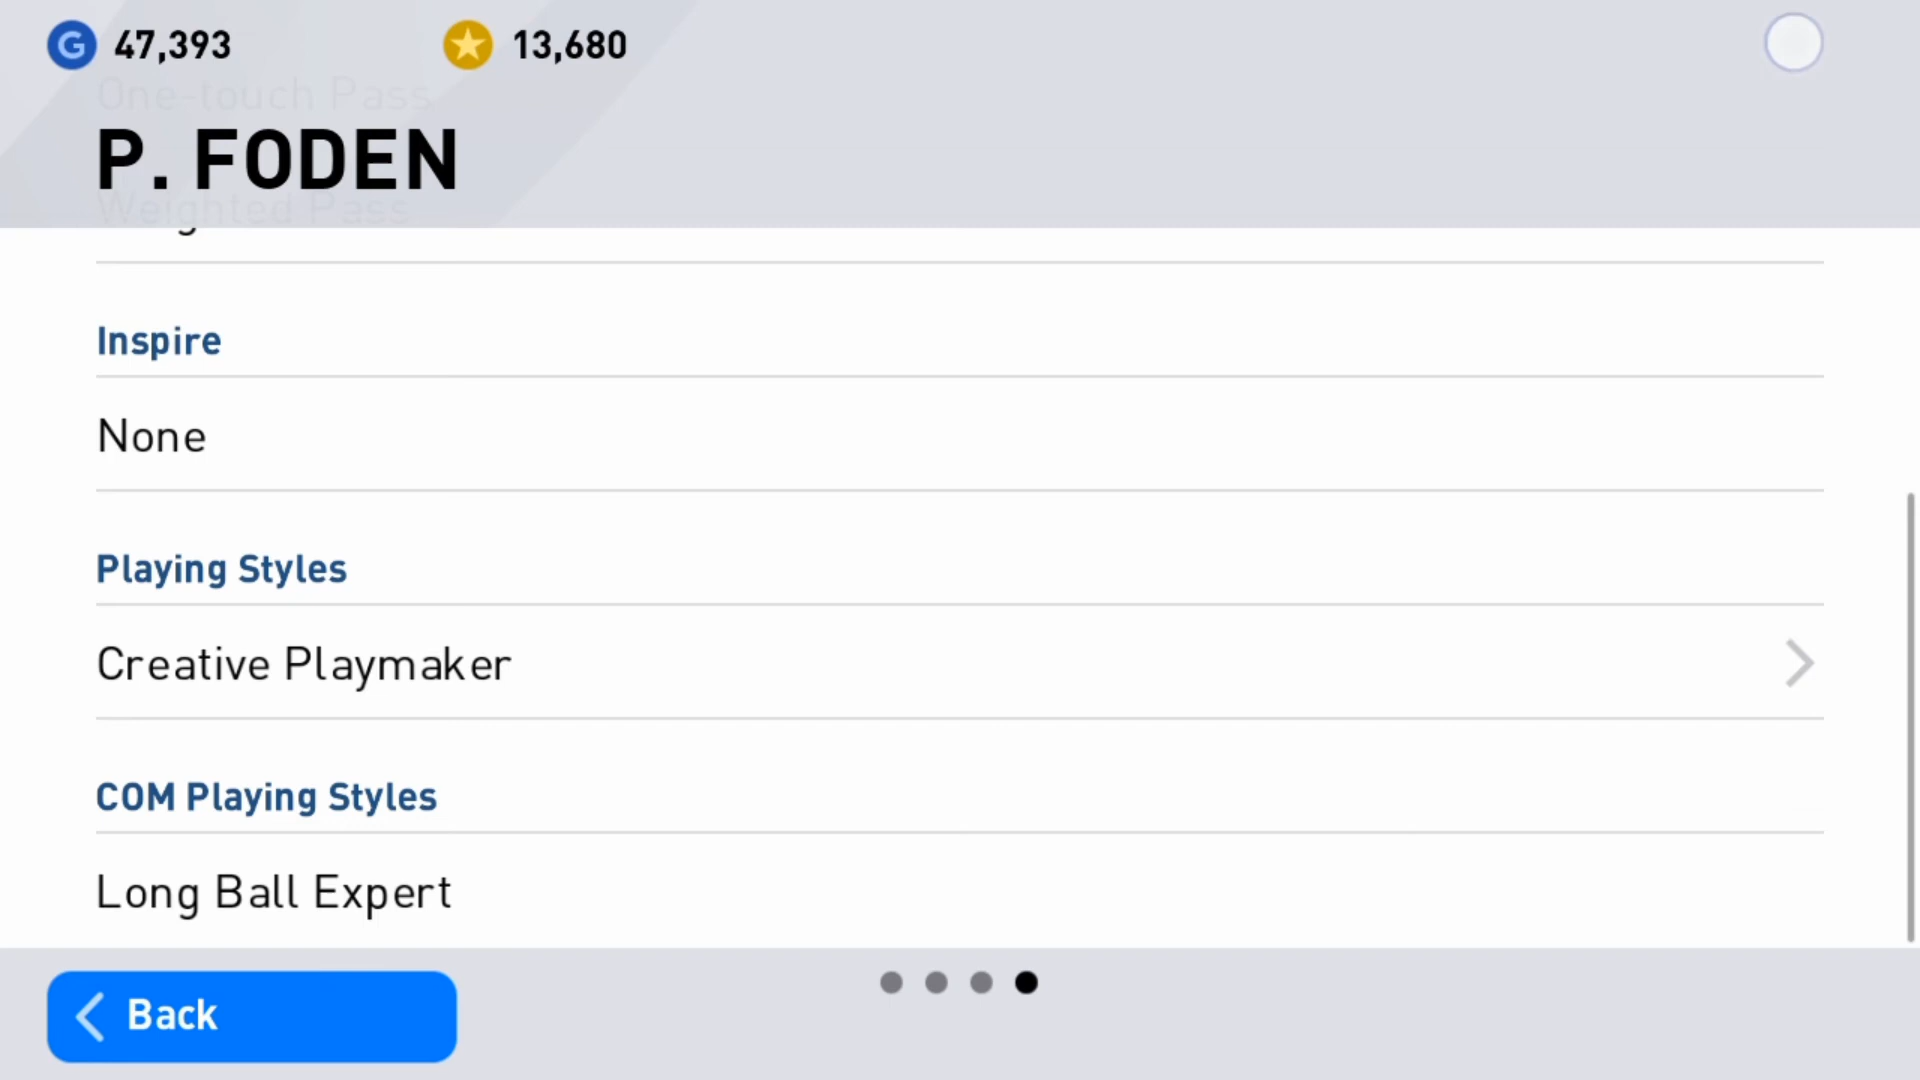 G 47,393 13,680
One-touch Pass
P. FODEN
Weighted Pass
Inspire
None
Playing Styles
Creative Playmaker
COM Playing Styles
Long Ball Expert
Back